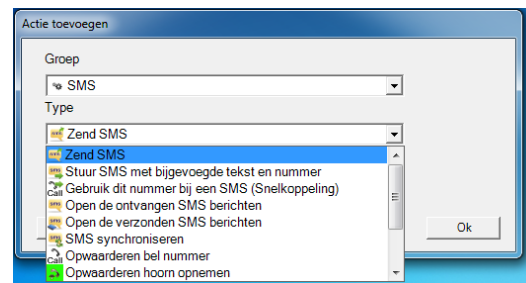 Actie toevoegen
Groep
SMS
Type
Zend SMS
Zend SMS
Stuur SMS met bijgevoegde tekst en nummer
Gebruik dit nummer bij een SMS (Snelkoppeling)
Open de ontvangen SMS berichten
Open de verzonden SMS berichten
SMS synchroniseren
Opwaarderen bel nummer
Opwaarderen hoorn opnemen
Ok